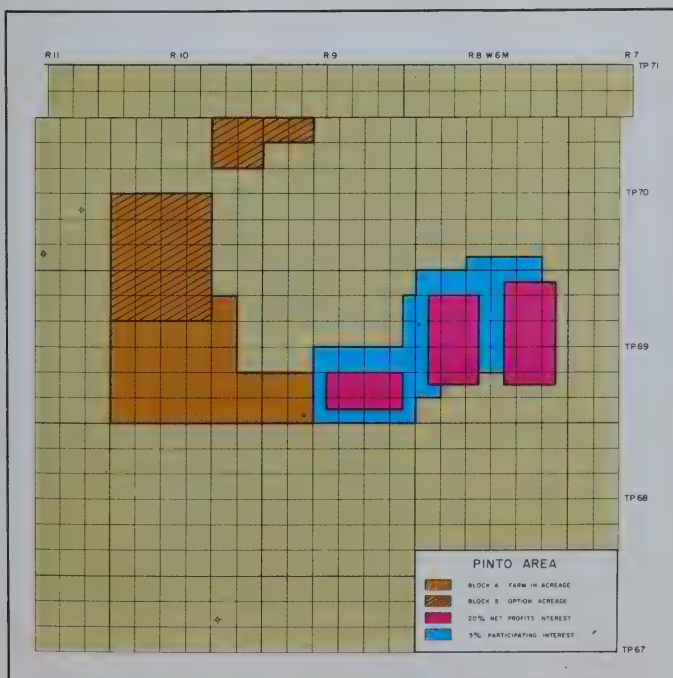 R 11 R 10 R 9 R 8 W 6 M R 7
TP 71
TP 70
TP 69
TP 68
PINTO AREA
BLOCK A FARM IN ACREAGE
BLOCK B OPTION ACREAGE
20% NET PROFITS INTEREST
5% PARTICIPATING INTEREST
TP 67